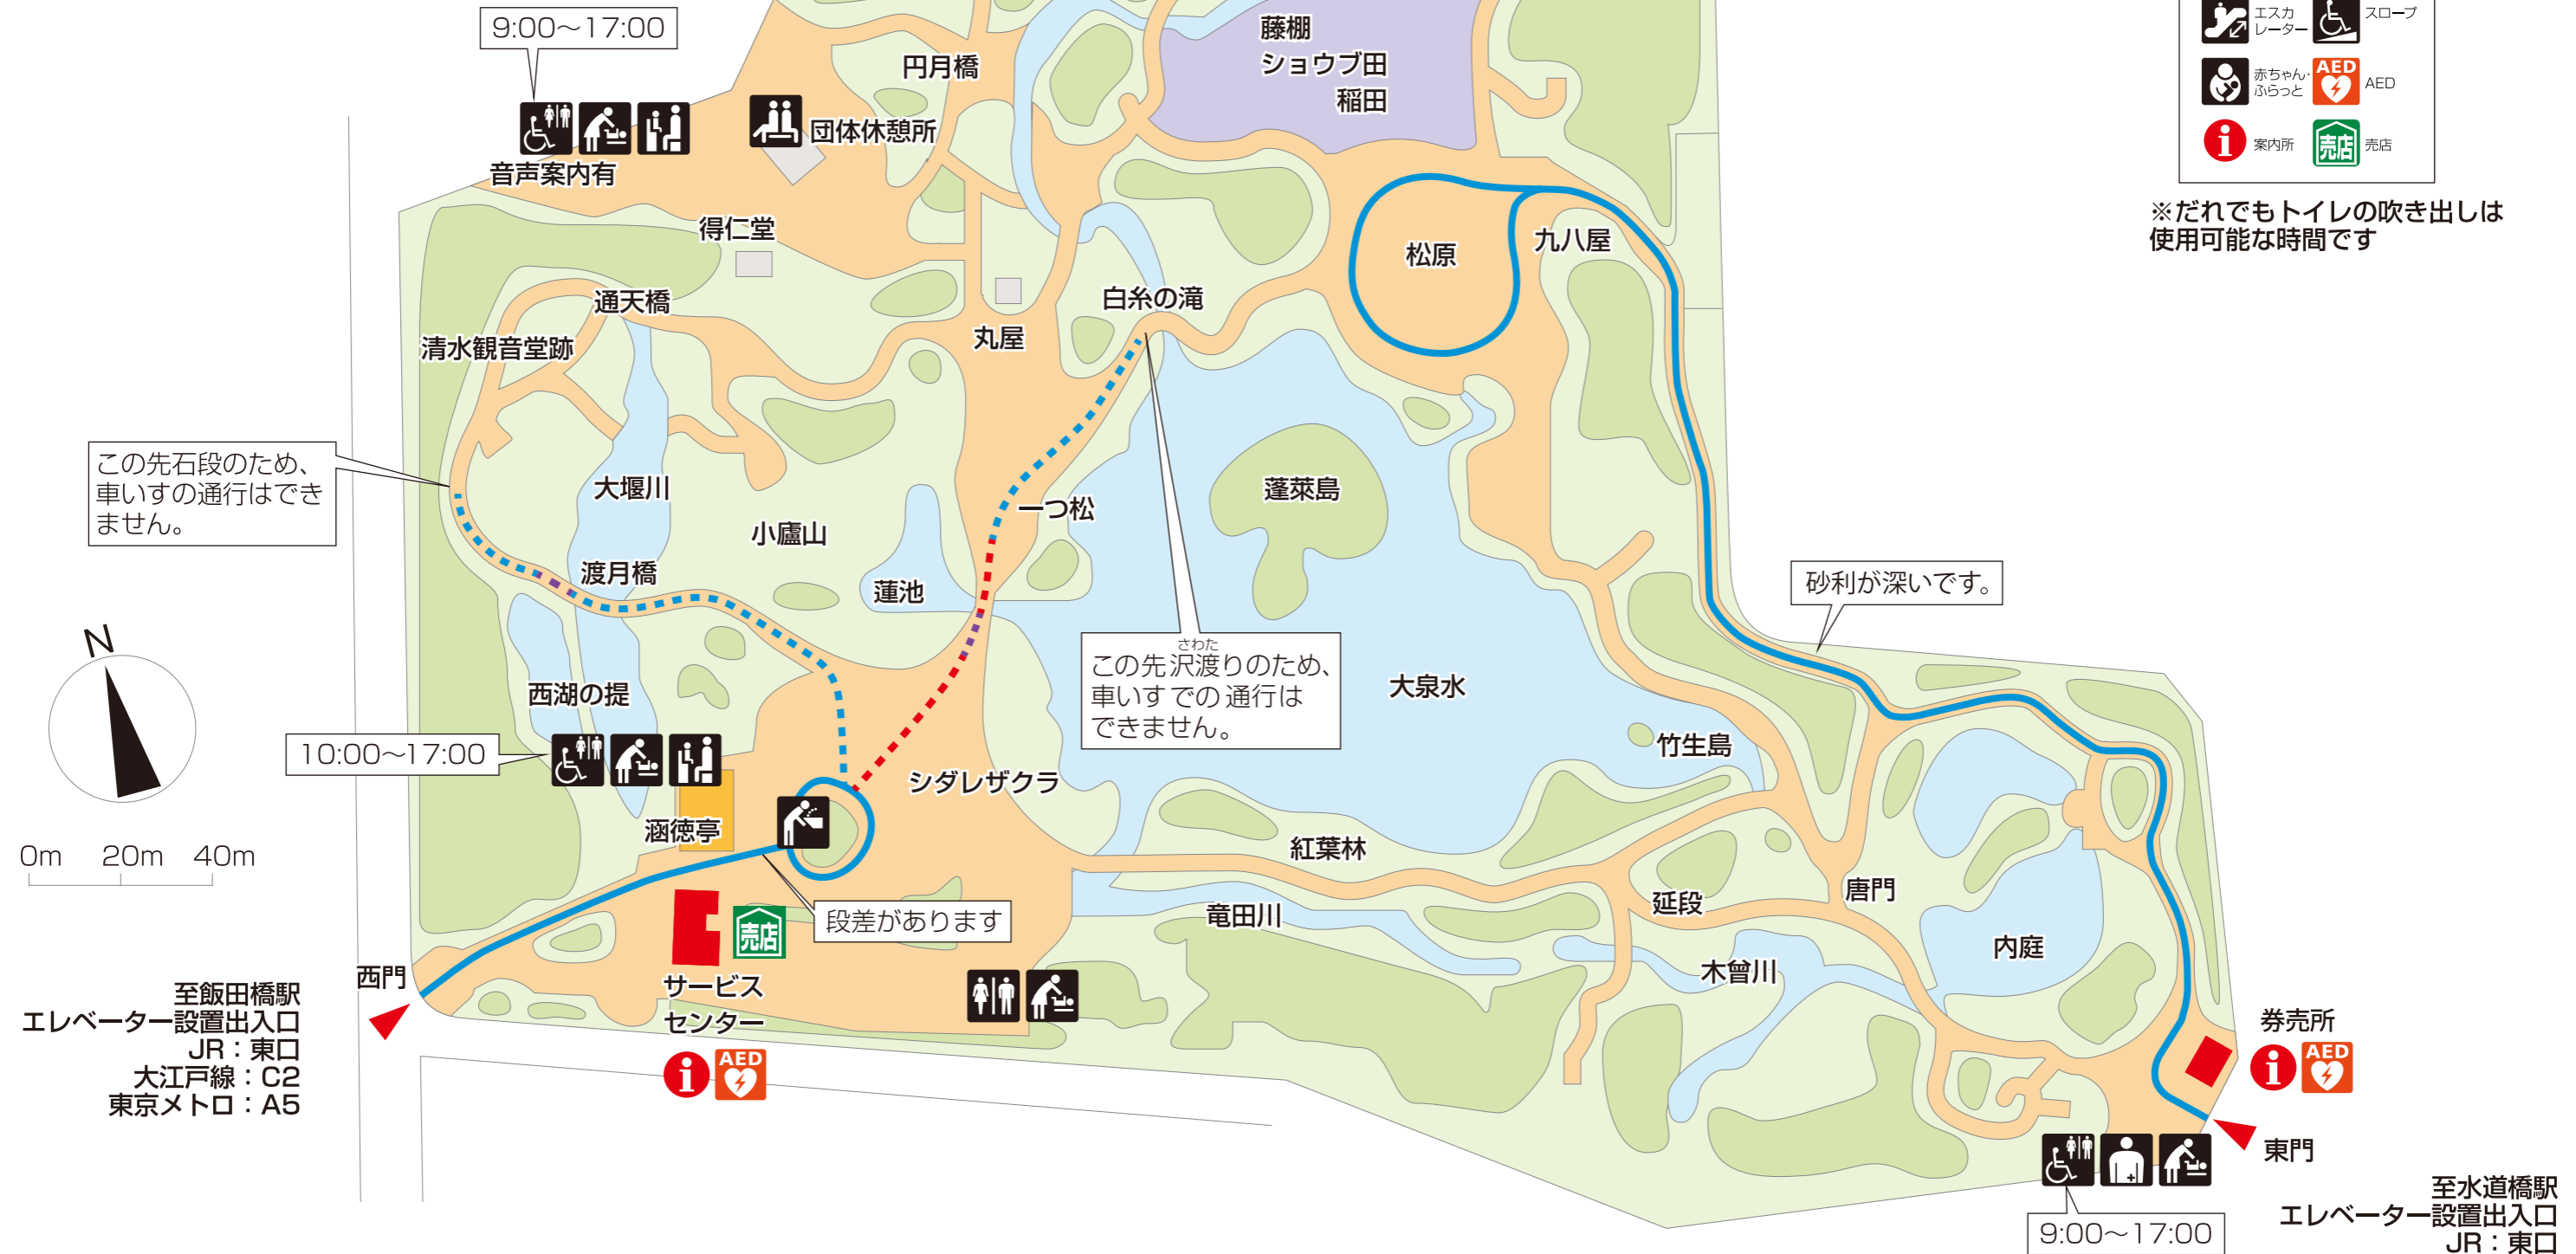 9:00～17:00
音声案内有
団体休憩所
円月橋
藤棚
ショウブ田
稲田
エスカ
レーター
スロープ
赤ちゃん・
ふらっと
AED
AED
i
案内所
売店
売店
※だれでもトイレの吹き出しは
使用可能な時間です
得仁堂
通天橋
清水観音堂跡
丸屋
白糸の滝
松原
九八屋
この先石段のため、
車いすの通行はでき
ません。
大堰川
小廬山
一つ松
蓬萊島
渡月橋
蓮池
砂利が深いです。
N
西湖の提
さわた
この先沢渡りのため、
車いすでの通行は
できません。
大泉水
竹生島
10:00～17:00
シダレザクラ
涵徳亭
0m 20m 40m
紅葉林
延段
唐門
段差があります
竜田川
売店
内庭
木曾川
西門
サービス
センター
i
AED
至飯田橋駅
エレベーター設置出入口
JR：東口
大江戸線：C2
東京メトロ：A5
券売所
i
AED
東門
9:00～17:00
至水道橋駅
エレベーター設置出入口
JR：東口